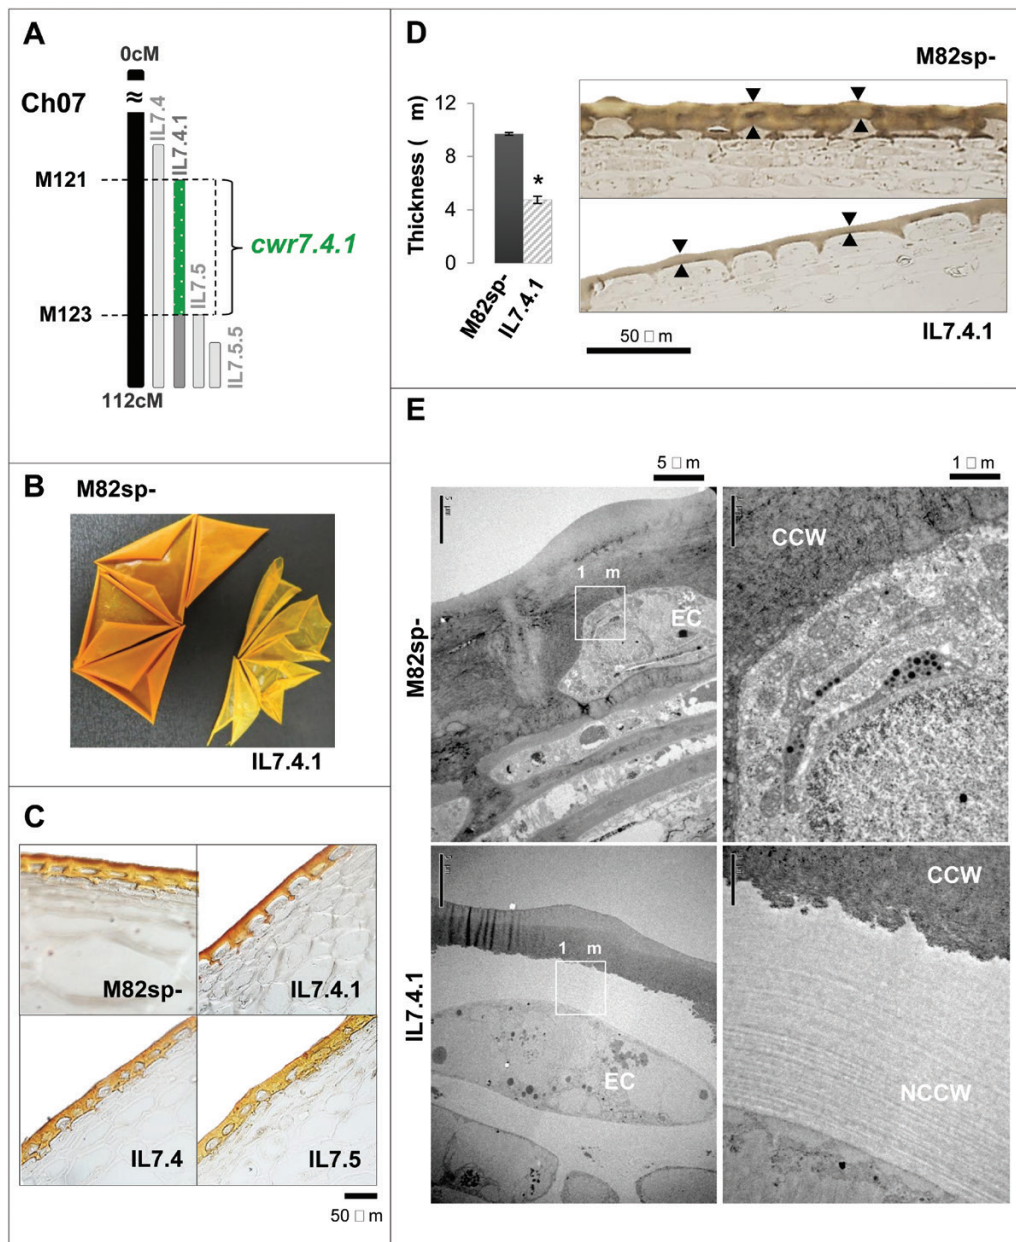 A
0cM
Ch07
≈
IL7.4
IL7.4.1
M121
cwr7.4.1
IL7.5
M123
IL7.5.5
112cM
B
M82sp-
IL7.4.1
C
M82sp-
IL7.4.1
IL7.4
IL7.5
50 □ m
D
M82sp-
Thickness ( m)
12
8
4
0
*
M82sp-
IL7.4.1
IL7.4.1
50 □ m
E
5 □ m
1 □ m
M82sp-
1 m
EC
CCW
IL7.4.1
1 m
EC
CCW
NCCW